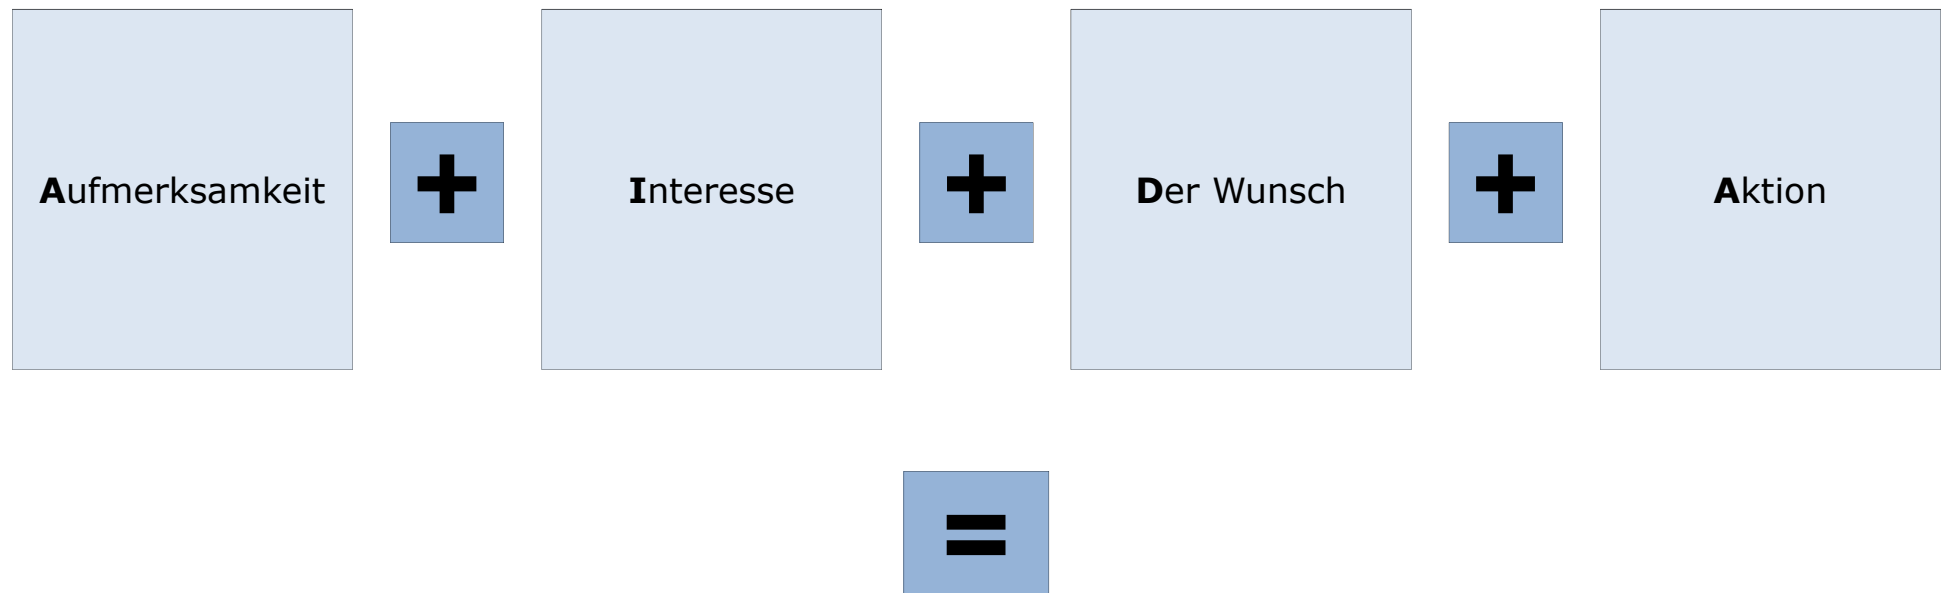 Aufmerksamkeit + Interesse + Der Wunsch + Aktion
=